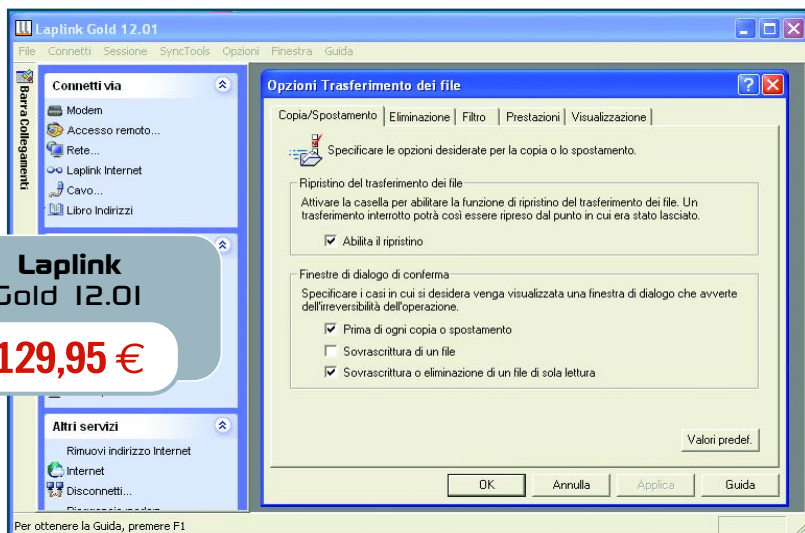 Laplink Gold 12.01
File Connetti Sessione SyncTools Opzioni Finestra Guida
Barra Collegamenti
Connetti via
Modem
Accesso remoto...
Rete...
Laplink Internet
Cavo...
Libro Indirizzi
Laplink
Gold 12.01
129,95 €
Altri servizi
Rimuovi indirizzo Internet
Internet
Disconnetti...
Opzioni Trasferimento dei file
Copia/Spostamento Eliminazione Filtro Prestazioni Visualizzazione
Specificare le opzioni desiderate per la copia o lo spostamento.
Ripristino del trasferimento dei file
Attivare la casella per abilitare la funzione di ripristino del trasferimento dei file. Un
trasferimento interrotto potrà così essere ripreso dal punto in cui era stato lasciato.
Abilita il ripristino
Finestre di dialogo di conferma
Specificare i casi in cui si desidera venga visualizzata una finestra di dialogo che avverte
dell'irreversibilità dell'operazione.
Prima di ogni copia o spostamento
Sovrascrittura di un file
Sovrascrittura o eliminazione di un file di sola lettura
Valori predef.
OK Annulla Applica Guida
Per ottenere la Guida, premere F1